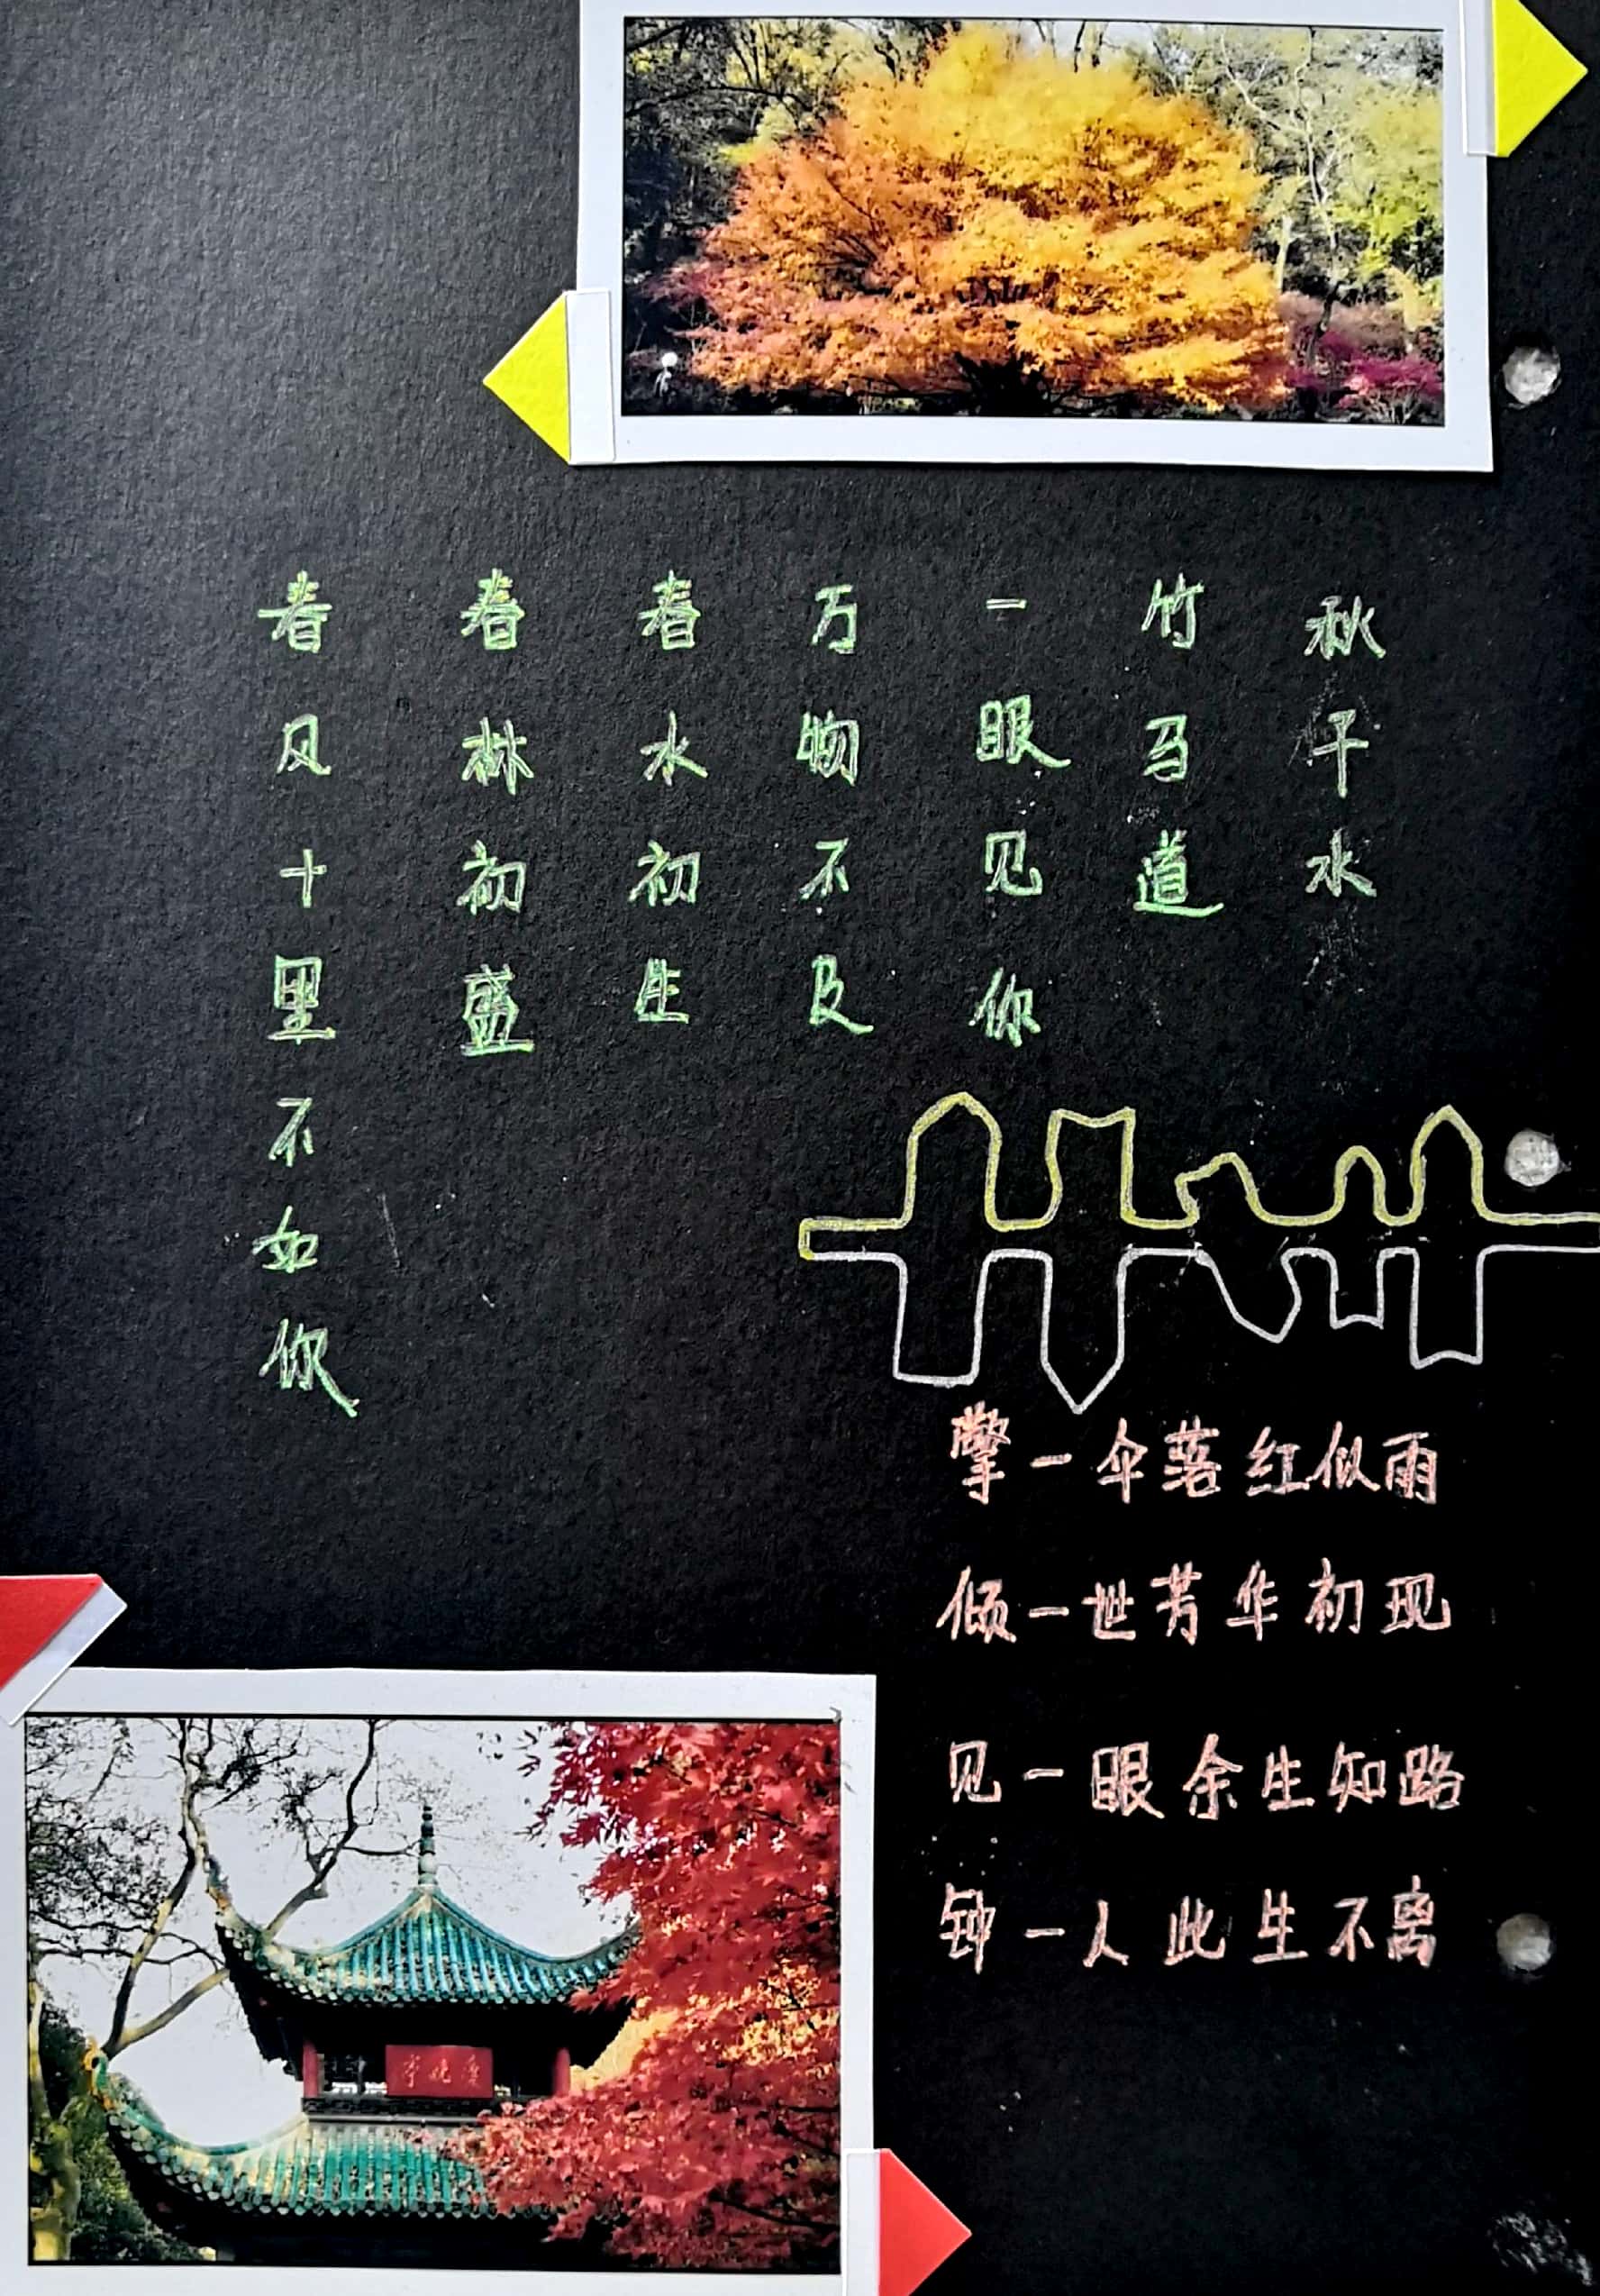 秋千水
竹马道
一眼见你
万物不及
春水初生
春林初盛
春风十里不如你
擎一伞落红似雨
倾一世芳华初现
见一眼余生知路
钟一人此生不离
愛晚亭